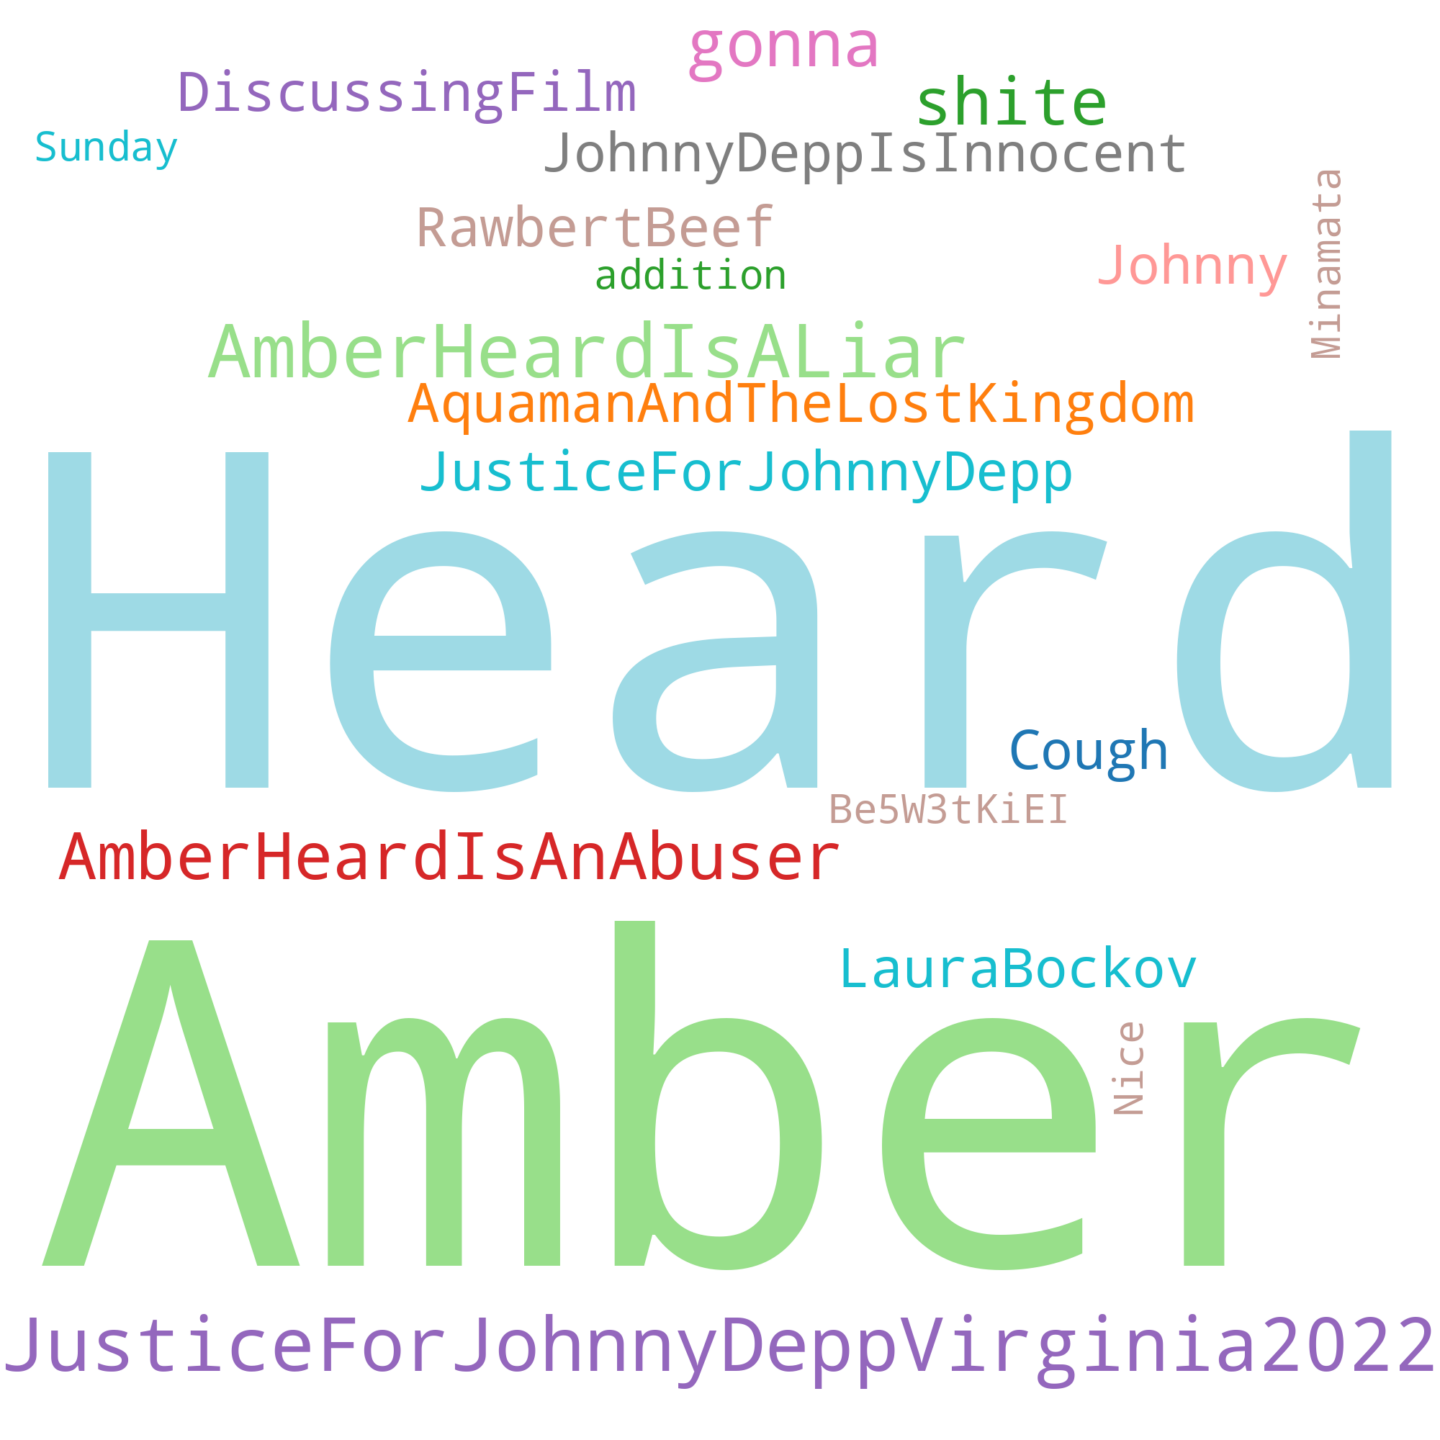 gonna
DiscussingFilm
shite
Sunday
JohnnyDeppIsInnocent
Minamata
RawbertBeef
Johnny
addition
AmberHeardIsALiar
AquamanAndTheLostKingdom
JusticeForJohnnyDepp
Heard
Cough
Be5W3tKiEI
AmberHeardIsAnAbuser
Amber
LauraBockov
Nice
JusticeForJohnnyDeppVirginia2022